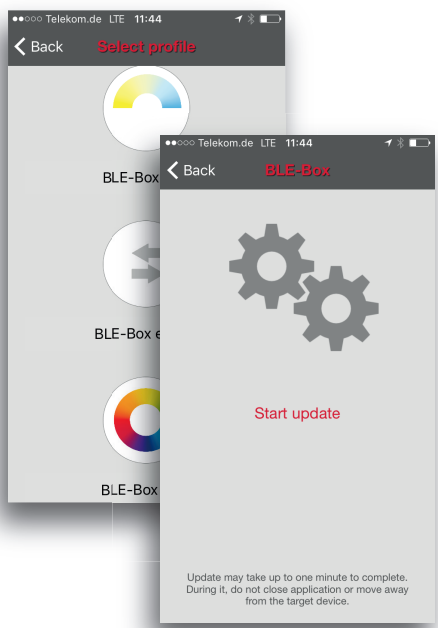 Telekom.de LTE 11:44
Back Select profile
BLE-Box
BLE-Box
BLE-Box
Telekom.de LTE 11:44
Back BLE-Box
Start update
Update may take up to one minute to complete.
During it, do not close application or move away
from the target device.